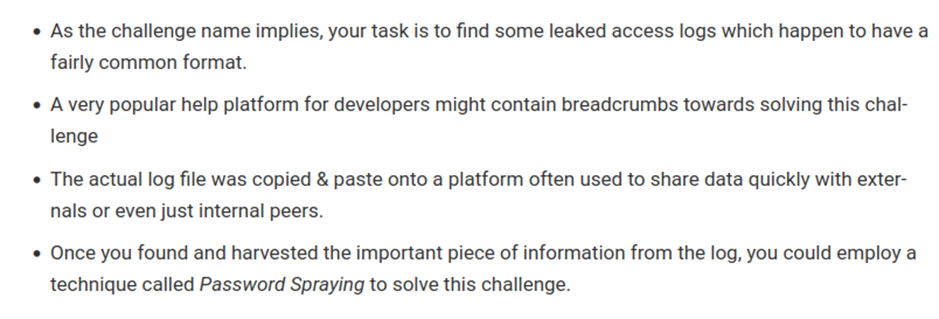 • As the challenge name implies, your task is to find some leaked access logs which happen to have a
fairly common format.
• A very popular help platform for developers might contain breadcrumbs towards solving this chal-
lenge
• The actual log file was copied & paste onto a platform often used to share data quickly with exter-
nals or even just internal peers.
• Once you found and harvested the important piece of information from the log, you could employ a
technique called Password Spraying to solve this challenge.